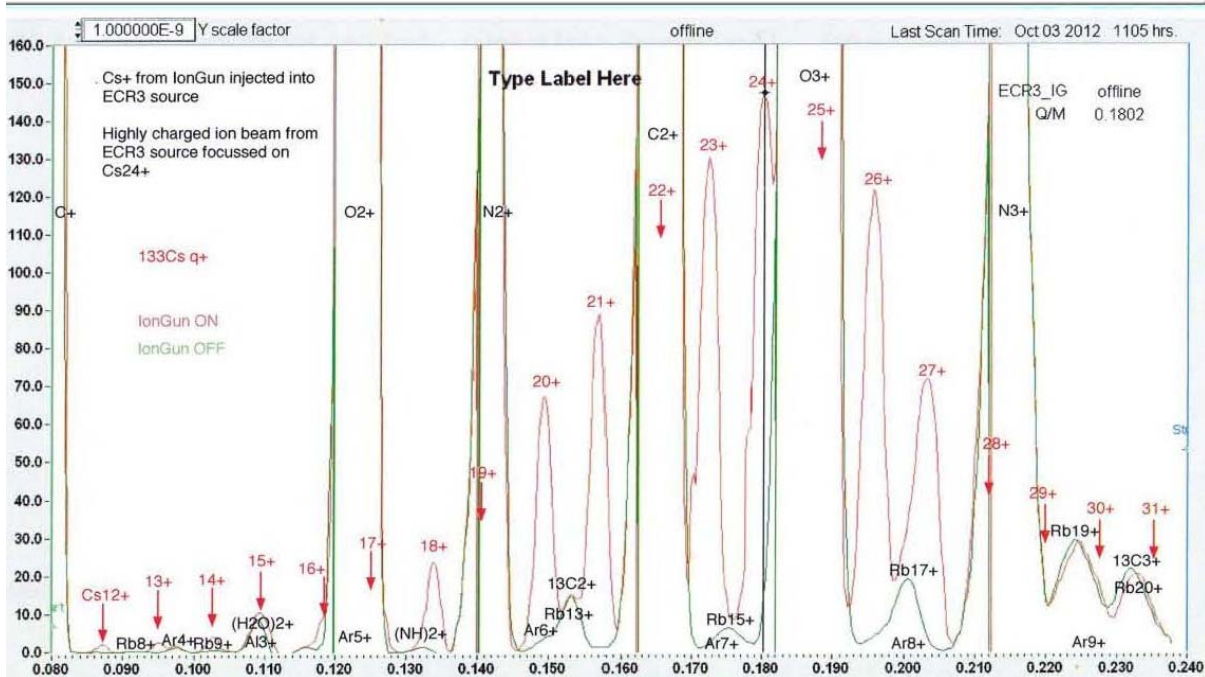 1.000000E-9 Y scale factor offline Last Scan Time: Oct 03 2012 1105 hrs.
160.0
150.0
140.0
130.0
120.0
110.0
100.0
90.0
80.0
70.0
60.0
50.0
40.0
30.0
20.0
10.0
0.0
Cs+ from IonGun injected into
ECR3 source
Highly charged ion beam from
ECR3 source focussed on
Cs24+
133Cs q+
IonGun ON
IonGun OFF
Type Label Here
ECR3_IG offline
Q/M 0.1802
C+
O2+
N2+
C2+
O3+
N3+
Cs12+
13+
14+
15+
16+
17+
18+
19+
20+
21+
22+
23+
24+
25+
26+
27+
28+
29+
30+
31+
Rb8+
Ar4+
Rb9+
(H2O)2+
Al3+
Ar5+
(NH)2+
Ar6+
13C2+
Rb13+
Rb15+
Ar7+
Rb17+
Ar8+
Rb19+
13C3+
Rb20+
Ar9+
0.080 0.090 0.100 0.110 0.120 0.130 0.140 0.150 0.160 0.170 0.180 0.190 0.200 0.210 0.220 0.230 0.240